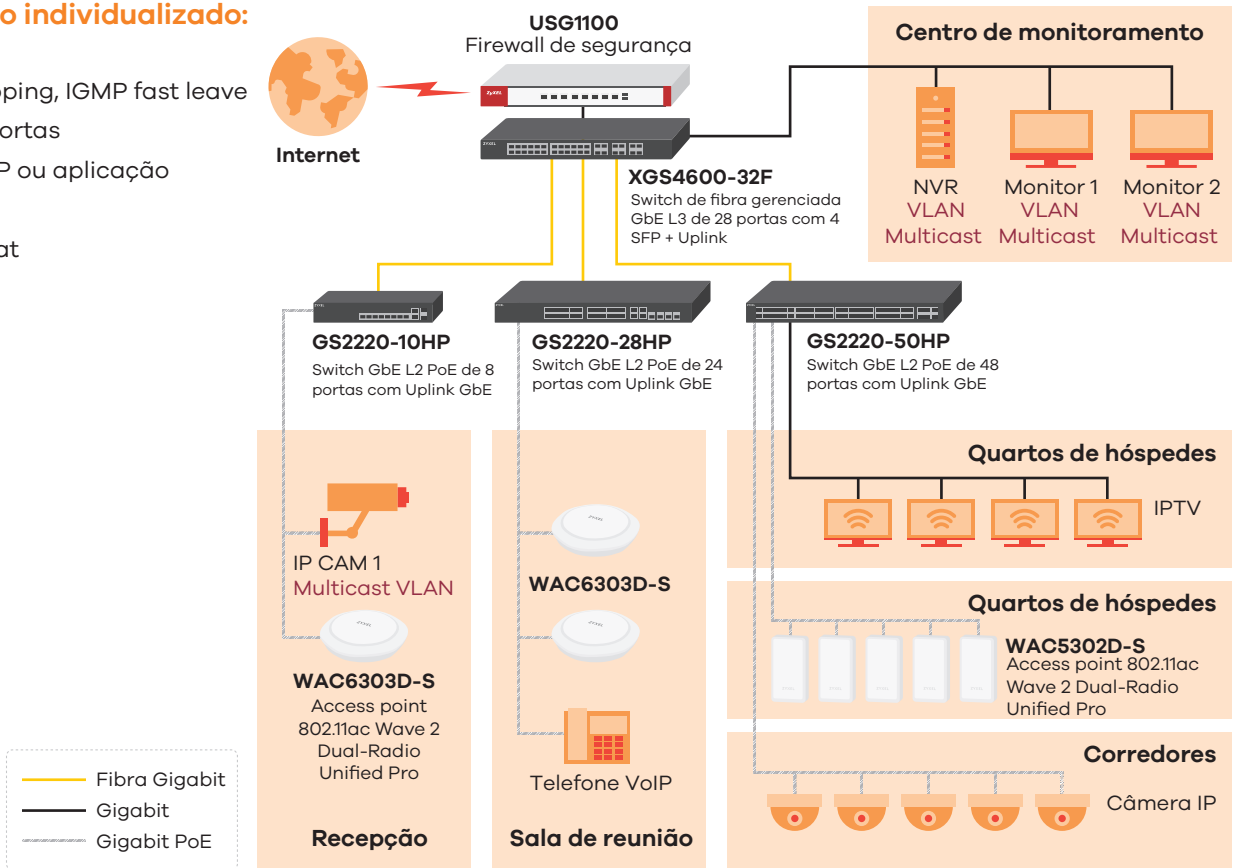 o individualizado:
ping, IGMP fast leave
ortas
P ou aplicação
at
Internet
USG1100
Firewall de segurança
ZyXEL
XGS4600-32F
Switch de fibra gerenciada
GbE L3 de 28 portas com 4
SFP + Uplink
Centro de monitoramento
NVR
VLAN
Multicast
Monitor 1
VLAN
Multicast
Monitor 2
VLAN
Multicast
GS2220-10HP
Switch GbE L2 PoE de 8
portas com Uplink GbE
GS2220-28HP
Switch GbE L2 PoE de 24
portas com Uplink GbE
GS2220-50HP
Switch GbE L2 PoE de 48
portas com Uplink GbE
IP CAM 1
Multicast VLAN
ZYXEL
WAC6303D-S
Access point
802.11ac Wave 2
Dual-Radio
Unified Pro
Recepção
ZYXEL
WAC6303D-S
ZYXEL
Telefone VoIP
Sala de reunião
Quartos de hóspedes
IPTV
Quartos de hóspedes
WAC5302D-S
Access point 802.11ac
Wave 2 Dual-Radio
Unified Pro
Corredores
Câmera IP
Fibra Gigabit
Gigabit
Gigabit PoE